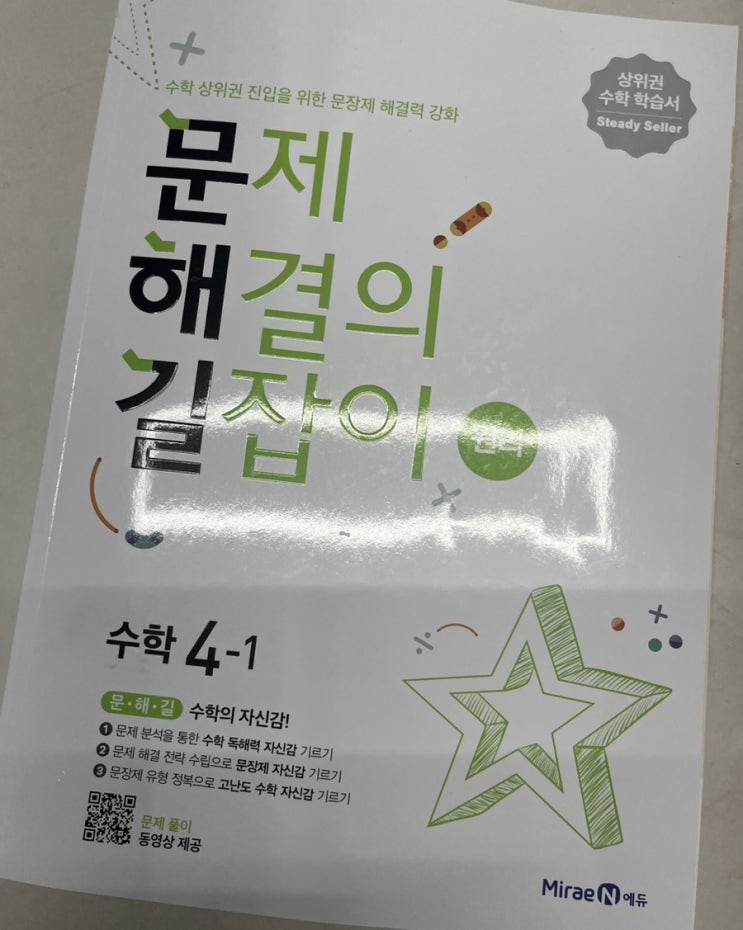 수학 상위권 진입을 위한 문장제 해결력 강화
상위권
수학 학습서
Steady Seller
문제
해결의
길잡이
수학 4-1
문·해·길 수학의 자신감!
1 문제 분석을 통한 수학 독해력 자신감 기르기
2 문제 해결 전략 수립으로 문장제 자신감 기르기
3 문장제 유형 정복으로 고난도 수학 자신감 기르기
문제 풀이
동영상 제공
Mirae N 에듀